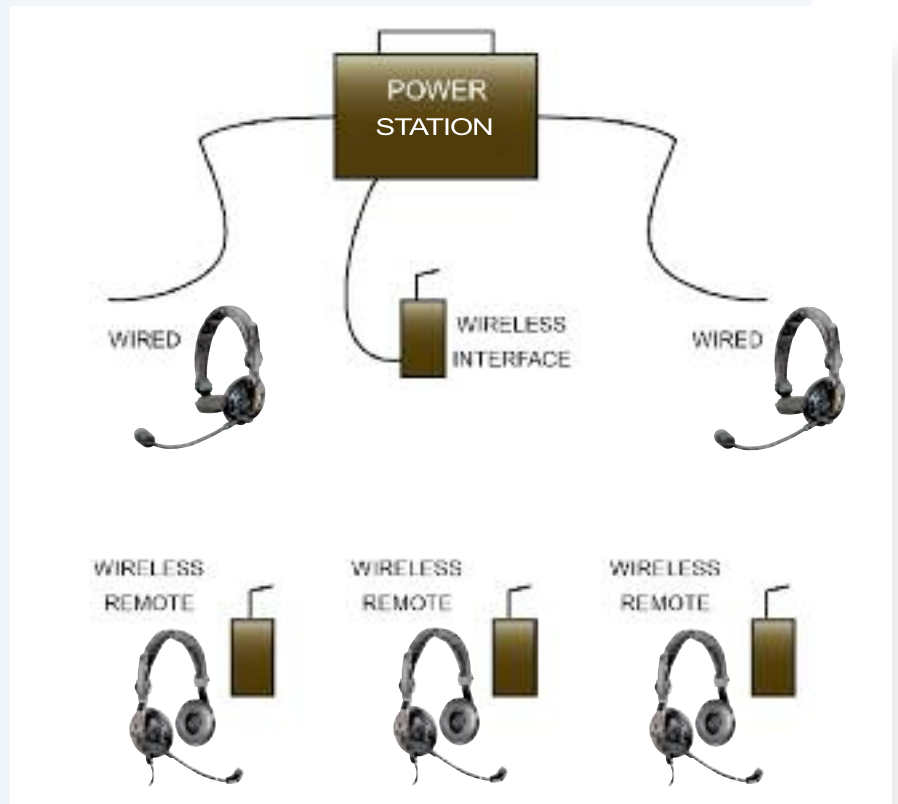 POWER
STATION
WIRED
WIRELESS
INTERFACE
WIRED
WIRELESS
REMOTE
WIRELESS
REMOTE
WIRELESS
REMOTE